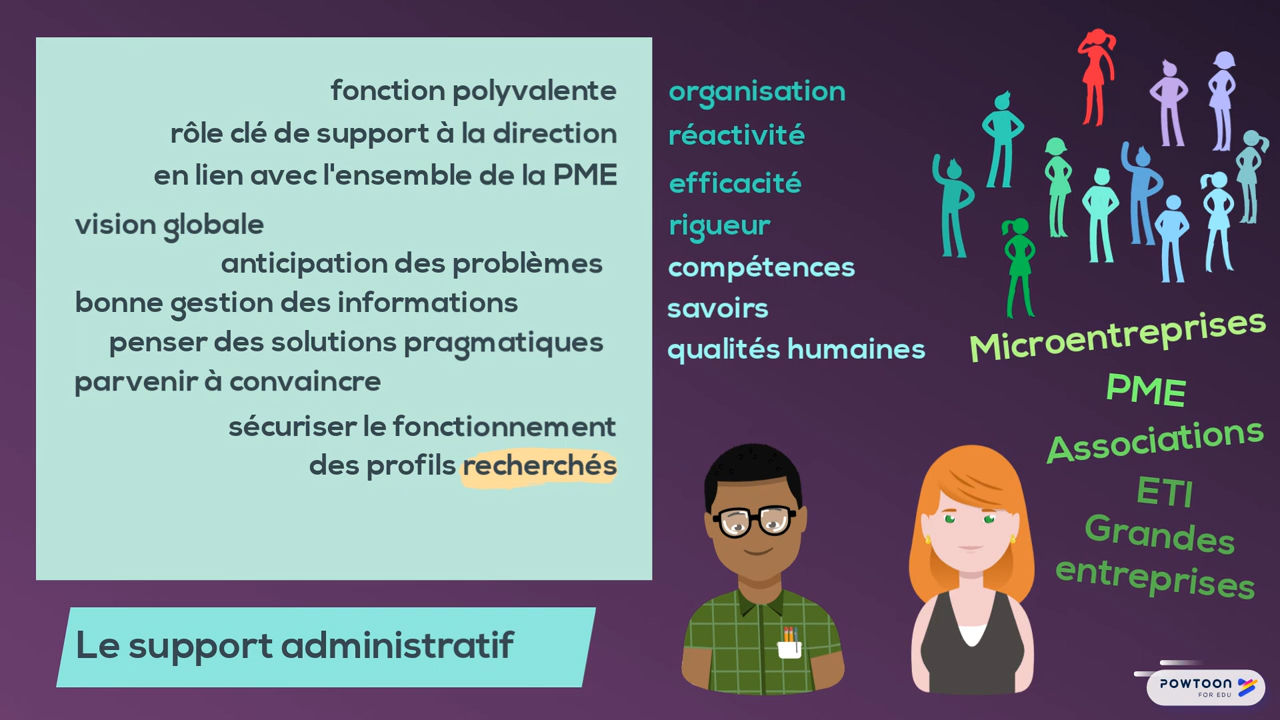 fonction polyvalente
rôle clé de support à la direction
en lien avec l'ensemble de la PME
vision globale
anticipation des problèmes
bonne gestion des informations
penser des solutions pragmatiques
parvenir à convaincre
sécuriser le fonctionnement
des profils recherchés
Le support administratif
organisation
réactivité
efficacité
rigueur
compétences
savoirs
qualités humaines
Microentreprises
PME
Associations
ETI
Grandes
entreprises
POWTOON
FOR EDU